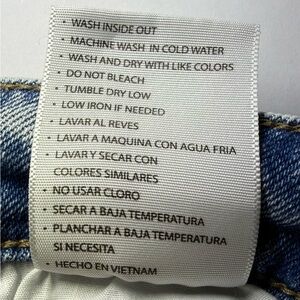 • WASH INSIDE OUT
• MACHINE WASH IN COLD WATER
• WASH AND DRY WITH LIKE COLORS
• DO NOT BLEACH
• TUMBLE DRY LOW
• LOW IRON IF NEEDED
• LAVAR AL REVES
• LAVAR A MAQUINA CON AGUA FRIA
• LAVAR Y SECAR CON
COLORES SIMILARES
• NO USAR CLORO
• SECAR A BAJA TEMPERATURA
• PLANCHAR A BAJA TEMPERATURA
SI NECESITA
• HECHO EN VIETNAM